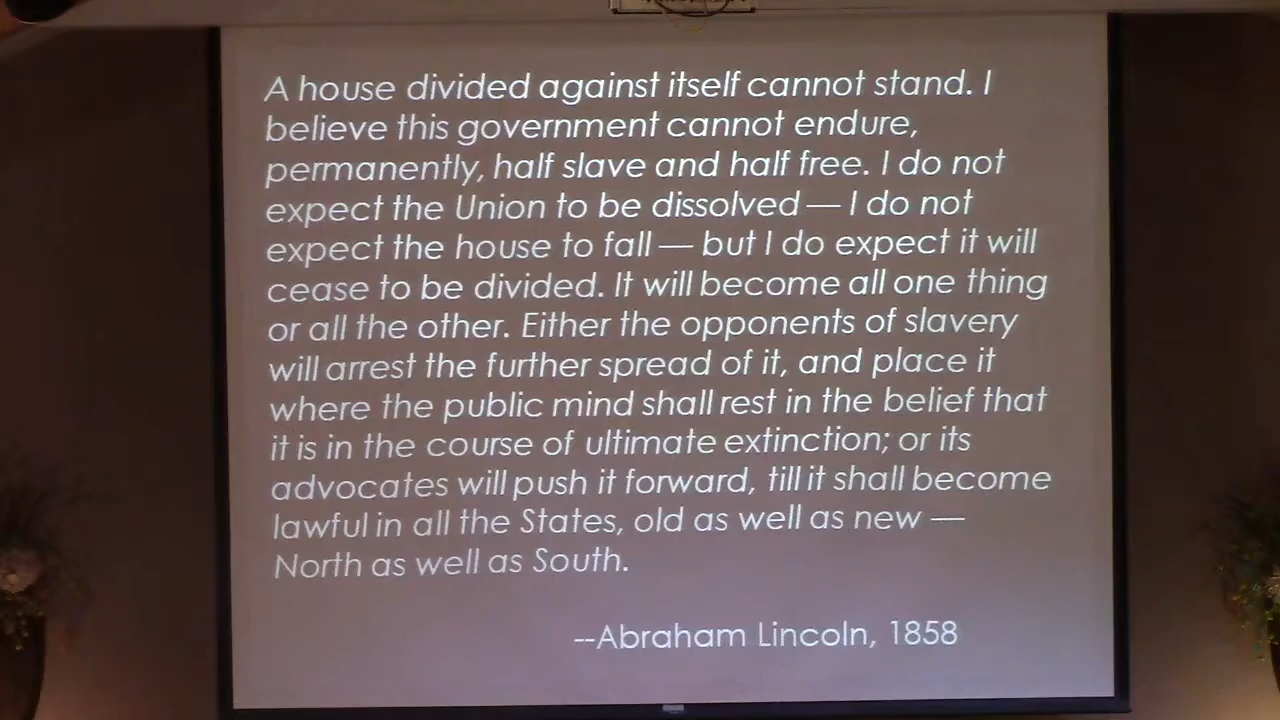 A house divided against itself cannot stand. I
believe this government cannot endure,
permanently, half slave and half free. I do not
expect the Union to be dissolved — I do not
expect the house to fall — but I do expect it will
cease to be divided. It will become all one thing
or all the other. Either the opponents of slavery
will arrest the further spread of it, and place it
where the public mind shall rest in the belief that
it is in the course of ultimate extinction; or its
advocates will push it forward, till it shall become
lawful in all the States, old as well as new —
North as well as South.
--Abraham Lincoln, 1858